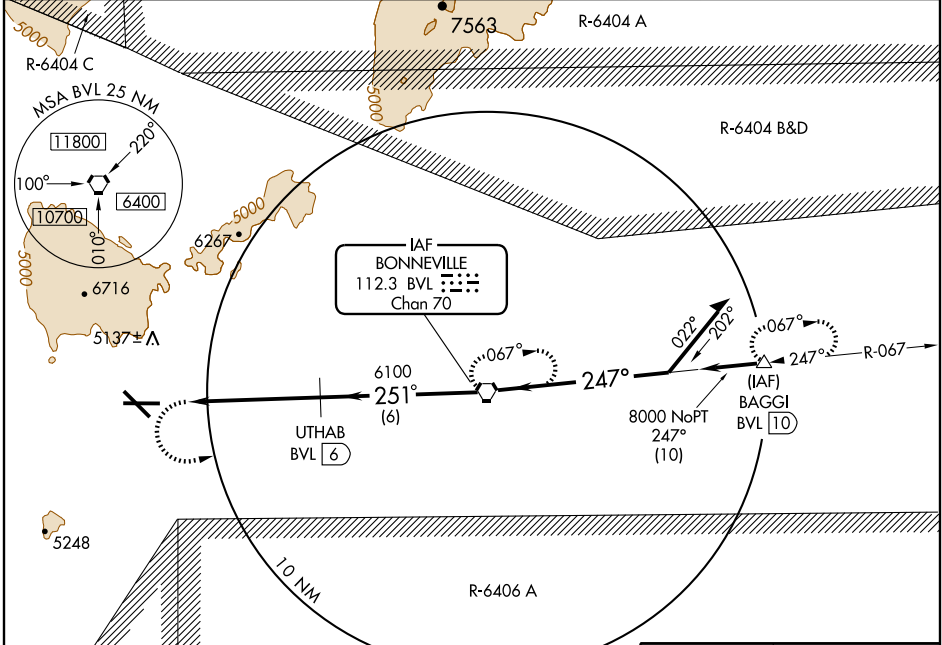 5000
R-6404 C
7563
R-6404 A
5000
MSA BVL 25 NM
11800
220°
100°
6400
10700
010°
R-6404 B&D
5000
6267
5000
6716
5137±
IAF
BONNEVILLE
112.3 BVL
Chan 70
067°
022°
202°
067°
247°
R-067
6100
251°
(6)
247°
UTHAB
BVL 6
8000 NoPT
247°
(10)
(IAF)
BAGGI
BVL 10
5248
10 NM
R-6406 A